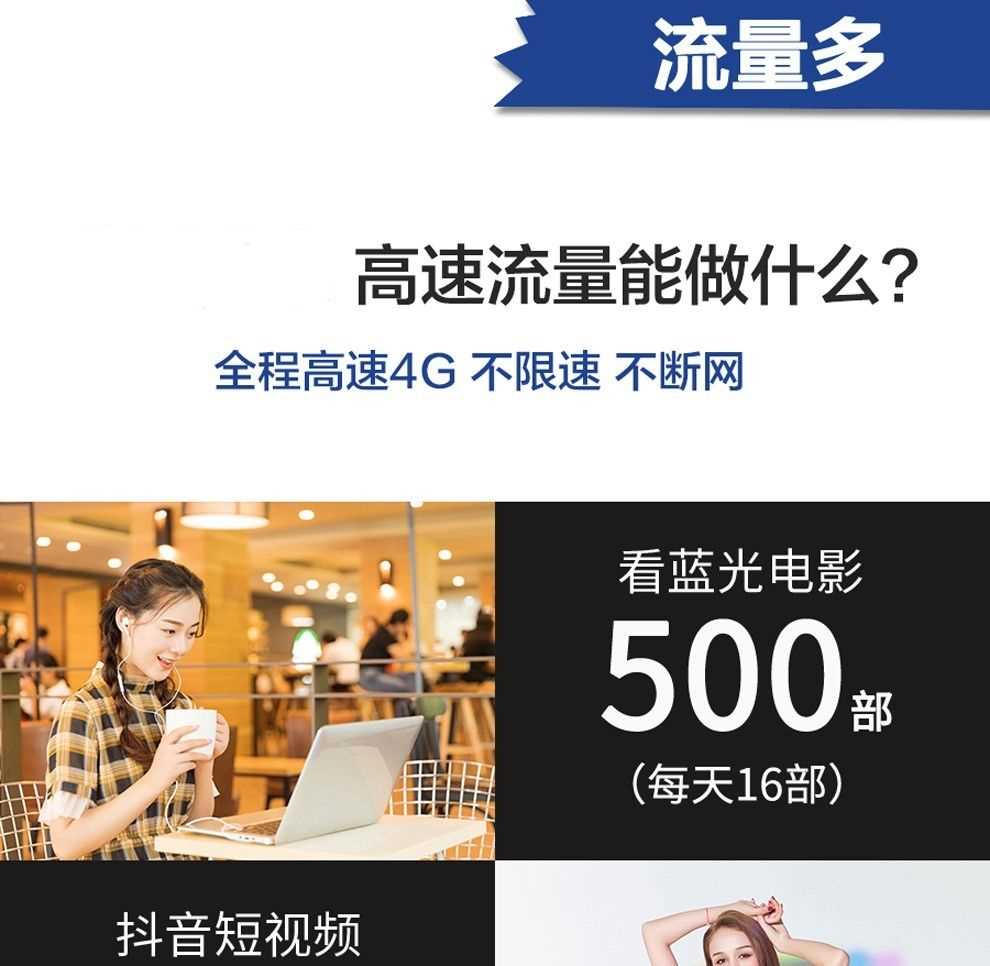 流量多
高速流量能做什么?
全程高速4G 不限速 不断网
看蓝光电影
500部
（每天16部）
抖音短视频